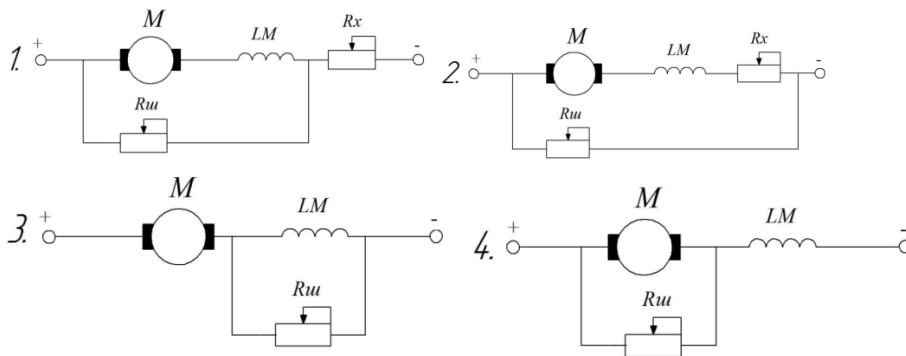 1.
+
M
LM
Rx
-
Rш
2.
+
M
LM
Rx
-
Rш
3.
+
M
LM
-
Rш
4.
+
M
LM
-
Rш